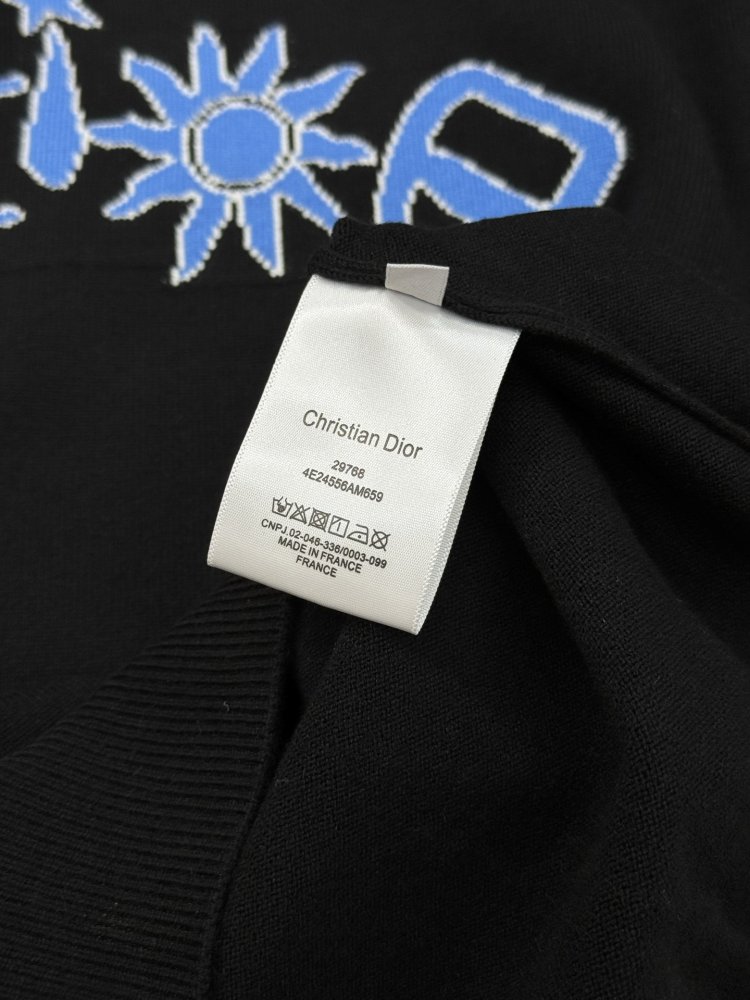 Christian Dior
29768
4E24556AM659
CNPJ.02-046-336/0003-099
MADE IN FRANCE
FRANCE